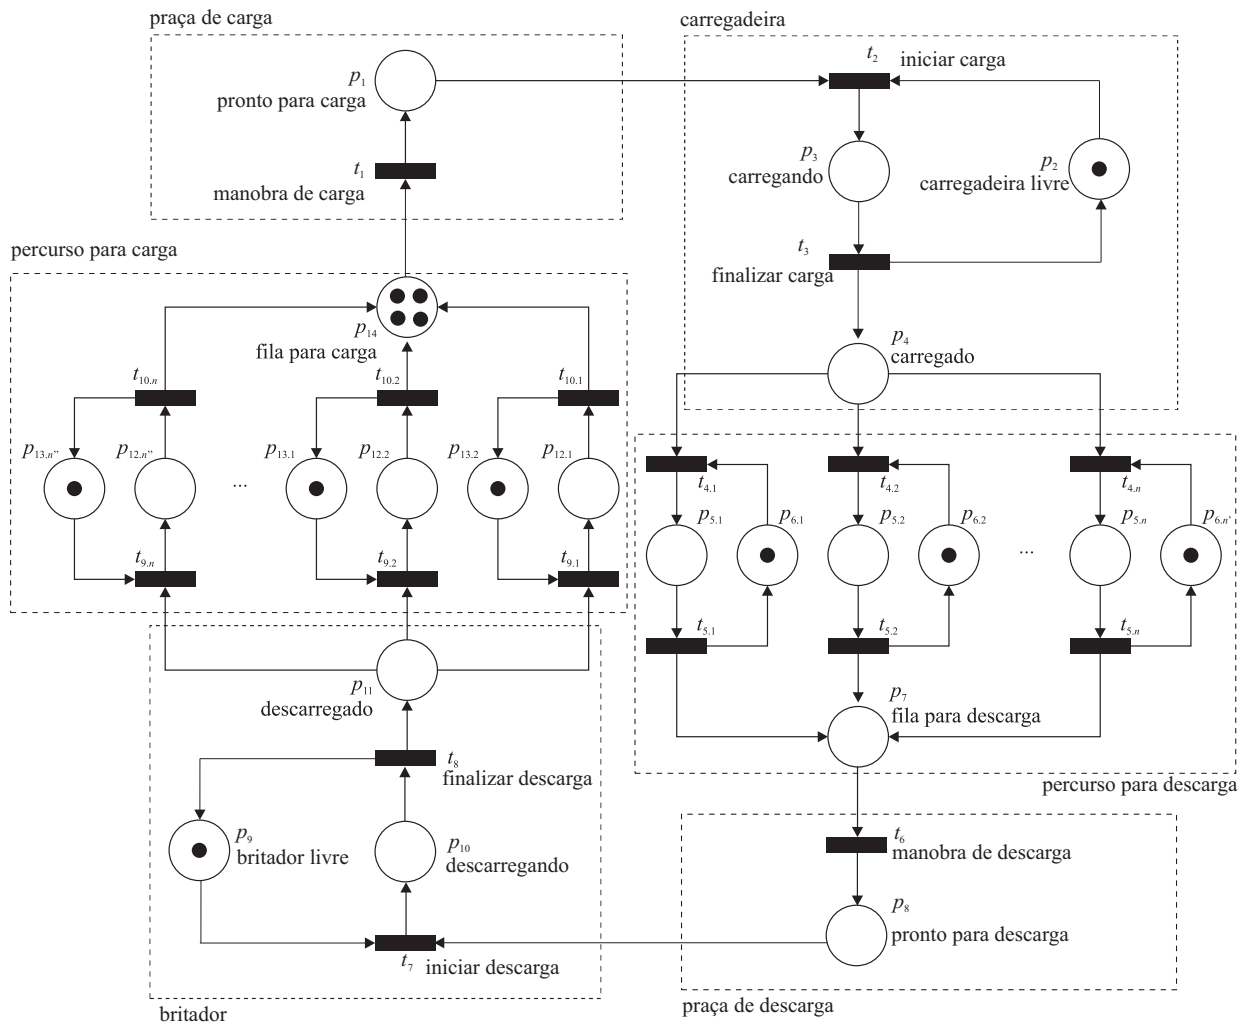 praça de carga
carregadeira
p1
pronto para carga
t1
manobra de carga
t2 iniciar carga
p3
carregando
p2
carregadeira livre
t3
finalizar carga
p4
carregado
percurso para carga
p14
fila para carga
t10.n
t10.2
t10.1
p13.n''
p12.n''
p13.1
p12.2
p13.2
p12.1
...
t9.n
t9.2
t9.1
t4.1
t4.2
t4.n
p5.1
p6.1
p5.2
p6.2
p5.n
p6.n'
...
t5.1
t5.2
t5.n
p7
fila para descarga
percurso para descarga
p11
descarregado
t8
finalizar descarga
p9
britador livre
p10
descarregando
t7 iniciar descarga
britador
t6
manobra de descarga
p8
pronto para descarga
praça de descarga